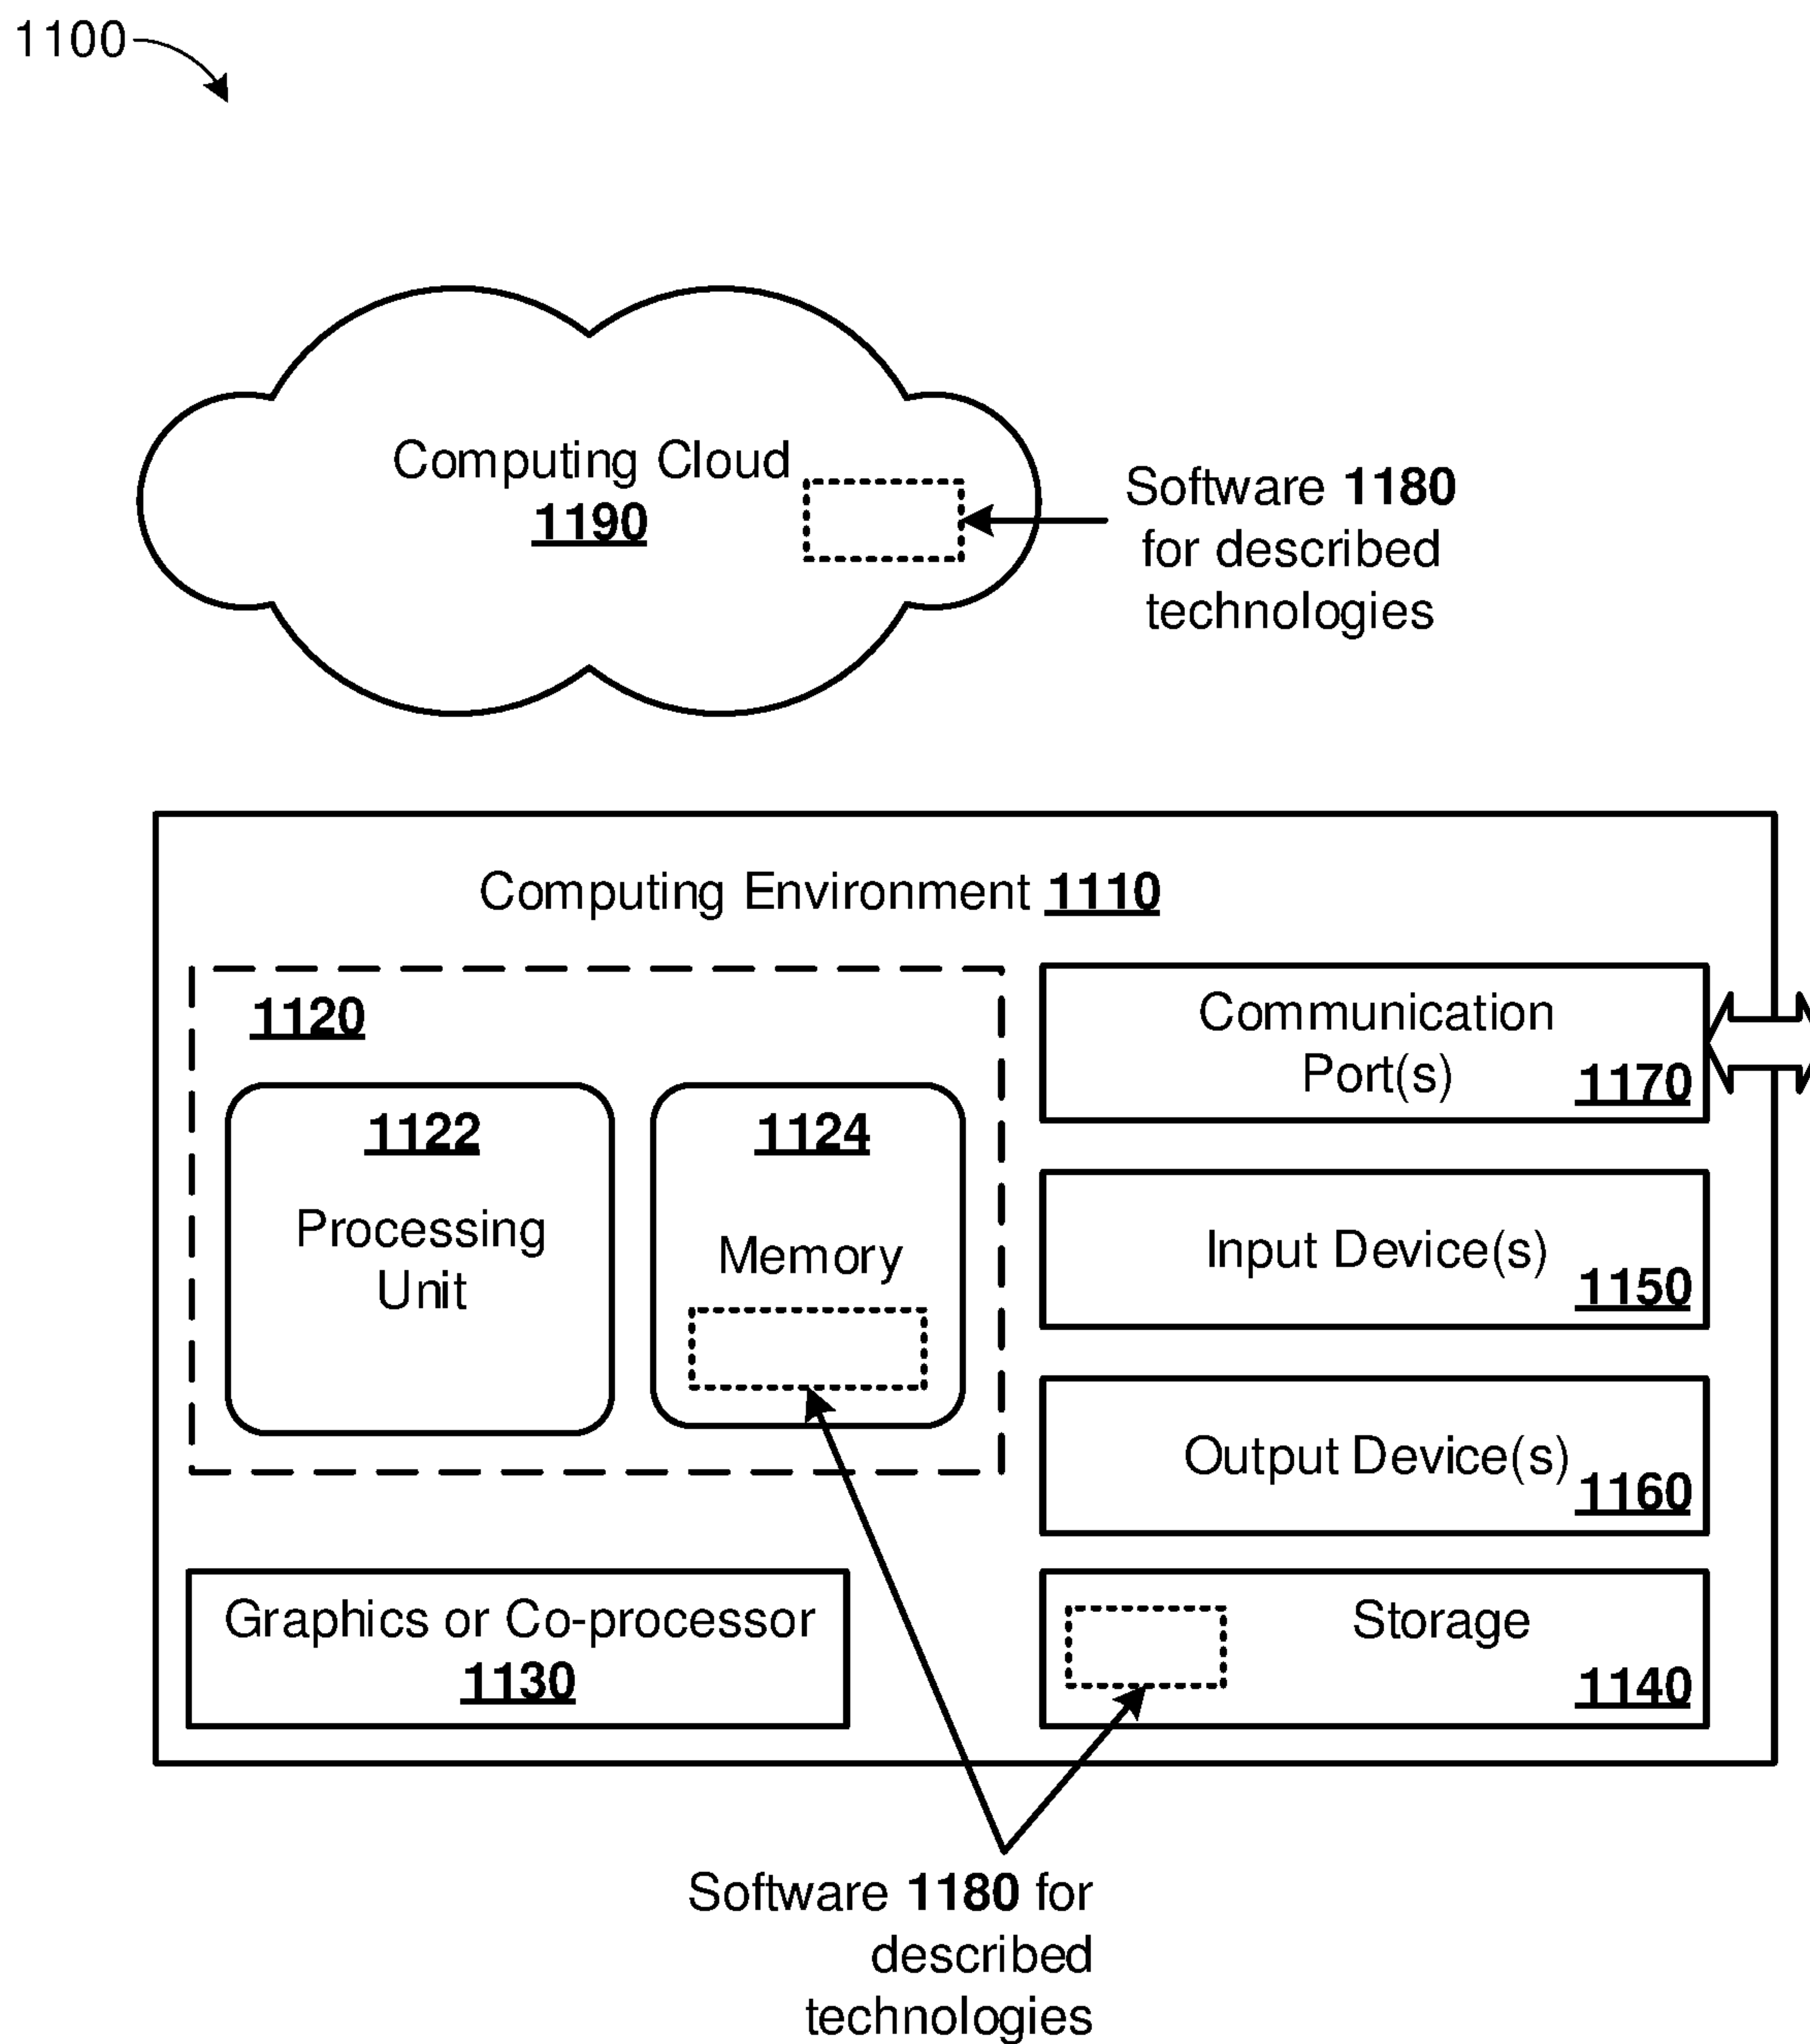 1100
Computing Cloud
1190
Software 1180
for described
technologies
Computing Environment 1110
1120
1122
Processing
Unit
1124
Memory
Communication
Port(s)
1170
Input Device(s)
1150
Output Device(s)
1160
Graphics or Co-processor
1130
Storage
1140
Software 1180 for
described
technologies